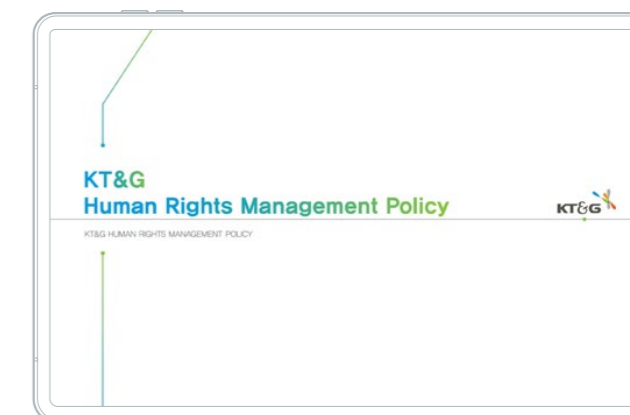 KT&G
Human Rights Management Policy
KT&G
KT&G HUMAN RIGHTS MANAGEMENT POLICY